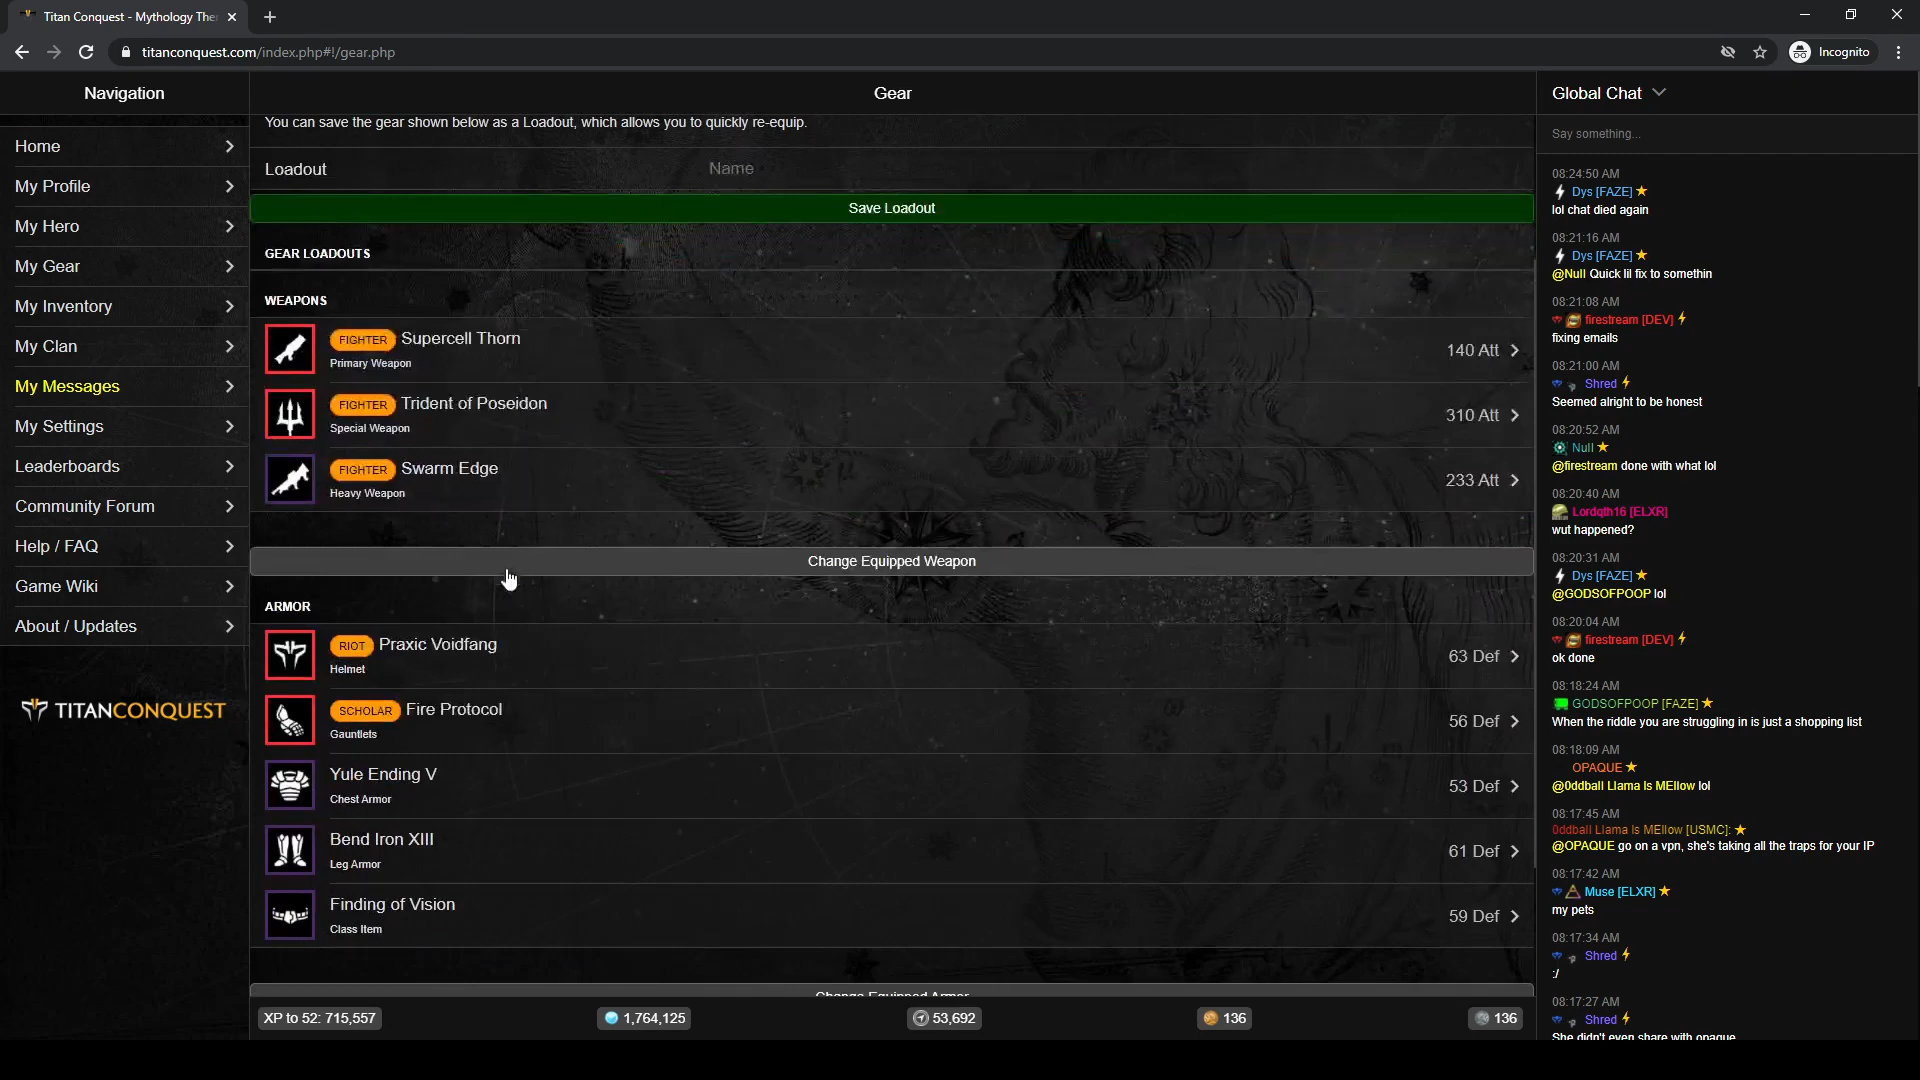 Titan Conquest - Mythology The
titanconquest.com/index.php#!/gear.php
Incognito
Navigation
Home
My Profile
My Hero
My Gear
My Inventory
My Clan
My Messages
My Settings
Leaderboards
Community Forum
Help / FAQ
Game Wiki
About / Updates
TITANCONQUEST
Gear
You can save the gear shown below as a Loadout, which allows you to quickly re-equip.
Loadout Name
Save Loadout
GEAR LOADOUTS
WEAPONS
FIGHTER Supercell Thorn
Primary Weapon
140 Att
FIGHTER Trident of Poseidon
Special Weapon
310 Att
FIGHTER Swarm Edge
Heavy Weapon
233 Att
Change Equipped Weapon
ARMOR
RIOT Praxic Voidfang
Helmet
63 Def
SCHOLAR Fire Protocol
Gauntlets
56 Def
Yule Ending V
Chest Armor
53 Def
Bend Iron XIII
Leg Armor
61 Def
Finding of Vision
Class Item
59 Def
Change Equipped Armor
XP to 52: 715,557 1,764,125 53,692 136 136
Global Chat
Say something...
08:24:50 AM
Dys [FAZE]
lol chat died again
08:21:16 AM
Dys [FAZE]
@Null Quick lil fix to somethin
08:21:08 AM
firestream [DEV]
fixing emails
08:21:00 AM
Shred
Seemed alright to be honest
08:20:52 AM
Null
@firestream done with what lol
08:20:40 AM
Lordqth16 [ELXR]
wut happened?
08:20:31 AM
Dys [FAZE]
@GODSOFPOOP lol
08:20:04 AM
firestream [DEV]
ok done
08:18:24 AM
GODSOFPOOP [FAZE]
When the riddle you are struggling in is just a shopping list
08:18:09 AM
OPAQUE
@0ddball Llama Is MEllow lol
08:17:45 AM
0ddball Llama Is MEllow [USMC]:
@OPAQUE go on a vpn, she's taking all the traps for your IP
08:17:42 AM
Muse [ELXR]
my pets
08:17:34 AM
Shred
:/
08:17:27 AM
Shred
She didn't even share with opaque